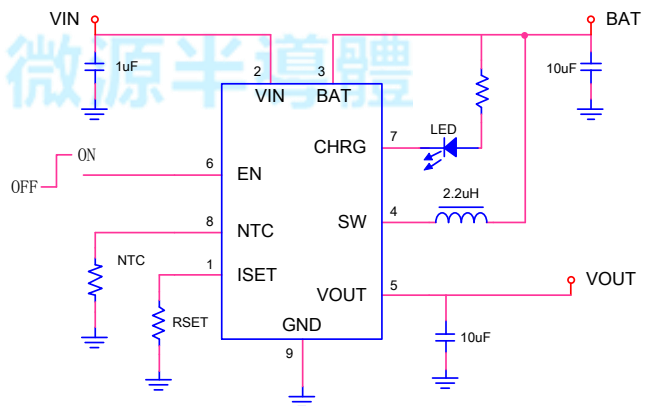 VIN
BAT
微源半導體
1uF
2
3
10uF
VIN
BAT
7
LED
CHRG
ON
OFF
6
EN
2.2uH
4
SW
8
NTC
NTC
1
ISET
5
VOUT
VOUT
RSET
GND
9
10uF